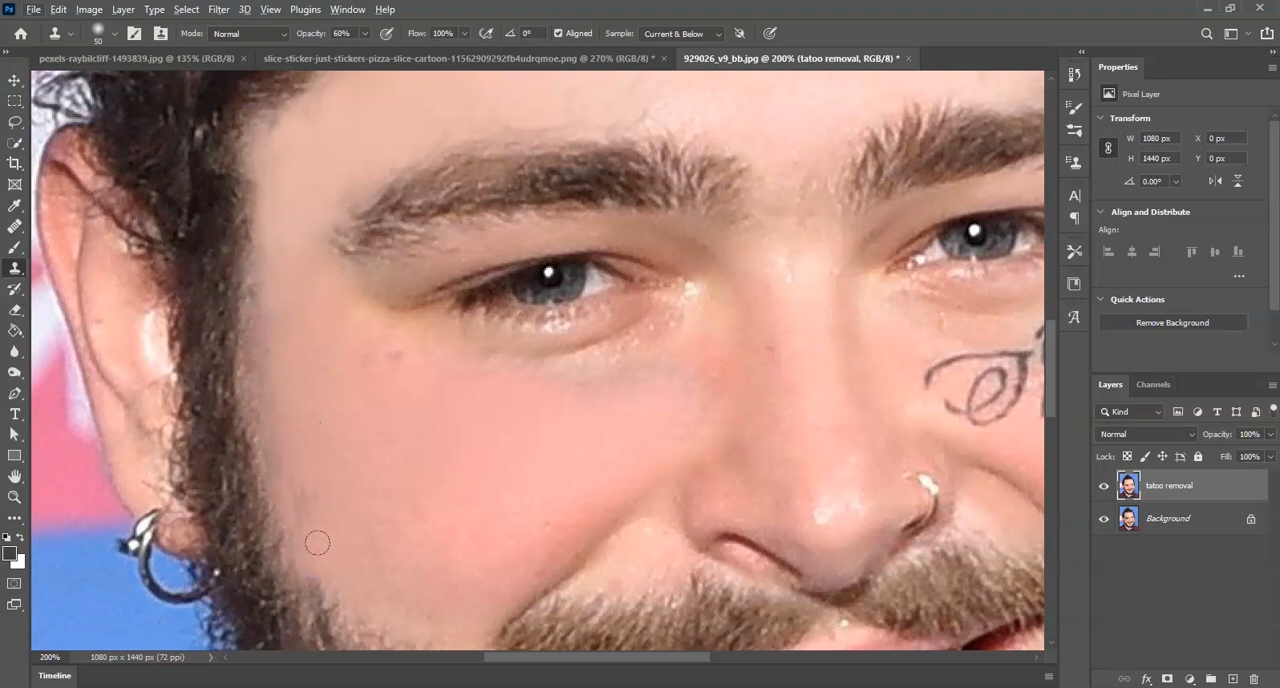 Ps File Edit Image Layer Type Select Filter 3D View Plugins Window Help
50 Mode: Normal Opacity: 60% Flow: 100% 0° Aligned Sample: Current & Below
pexels-raybilcliff-1493839.jpg @ 135% (RGB/8) × slice-sticker-just-stickers-pizza-slice-cartoon-11562909292fb4udrqmoe.png @ 270% (RGB/8) * × 929026_v9_bb.jpg @ 200% (tatoo removal, RGB/8) * ×
Properties
Pixel Layer
Transform
W 1080 px X 0 px
H 1440 px Y 0 px
0.00°
Align and Distribute
Align:
Quick Actions
Remove Background
Layers Channels
Kind
Normal Opacity: 100%
Lock: Fill: 100%
tatoo removal
Background
200% 1080 px x 1440 px (72 ppi)
Timeline